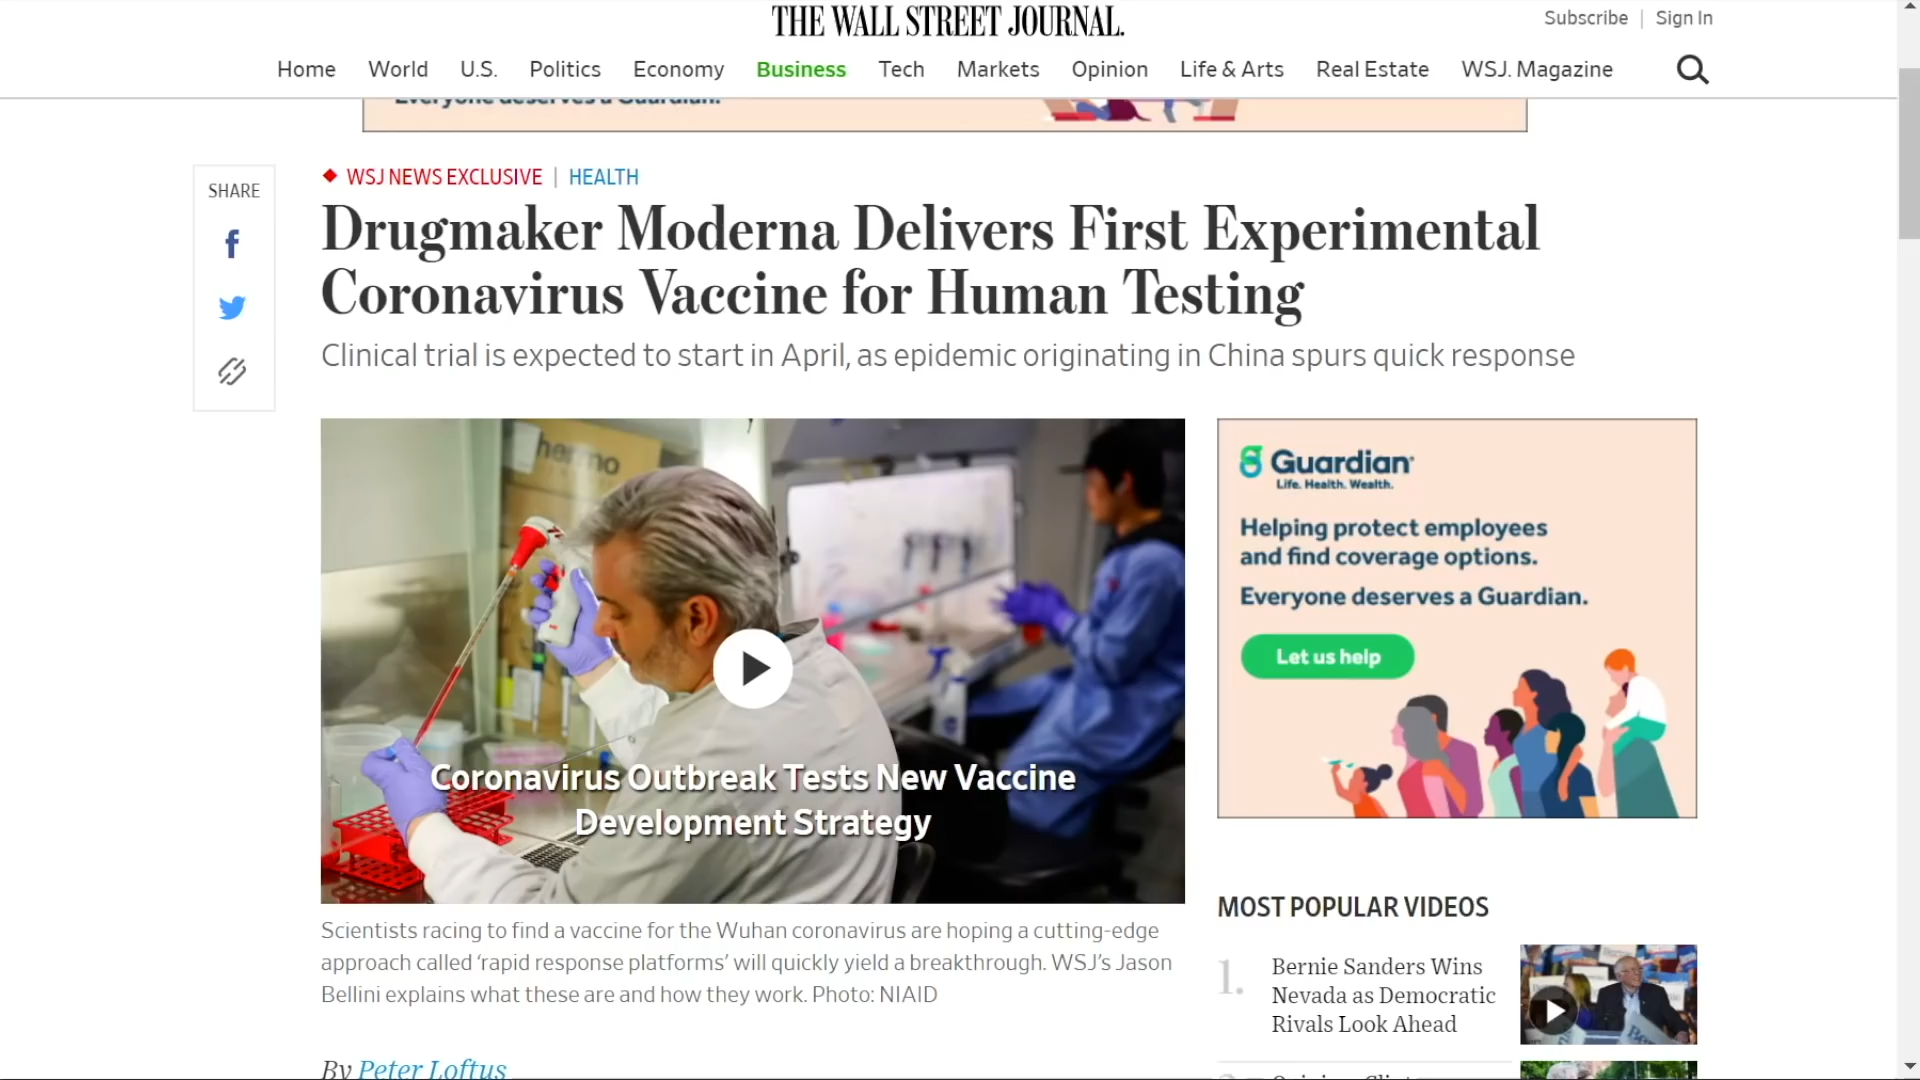 THE WALL STREET JOURNAL.
Subscribe | Sign In
Home World U.S. Politics Economy Business Tech Markets Opinion Life & Arts Real Estate WSJ. Magazine
Everyone deserves a Guardian.
SHARE
WSJ NEWS EXCLUSIVE | HEALTH
Drugmaker Moderna Delivers First Experimental
Coronavirus Vaccine for Human Testing
Clinical trial is expected to start in April, as epidemic originating in China spurs quick response
Coronavirus Outbreak Tests New Vaccine
Development Strategy
Scientists racing to find a vaccine for the Wuhan coronavirus are hoping a cutting-edge
approach called ‘rapid response platforms’ will quickly yield a breakthrough. WSJ’s Jason
Bellini explains what these are and how they work. Photo: NIAID
By Peter Loftus
Guardian
Life. Health. Wealth.
Helping protect employees
and find coverage options.
Everyone deserves a Guardian.
Let us help
MOST POPULAR VIDEOS
1.
Bernie Sanders Wins
Nevada as Democratic
Rivals Look Ahead